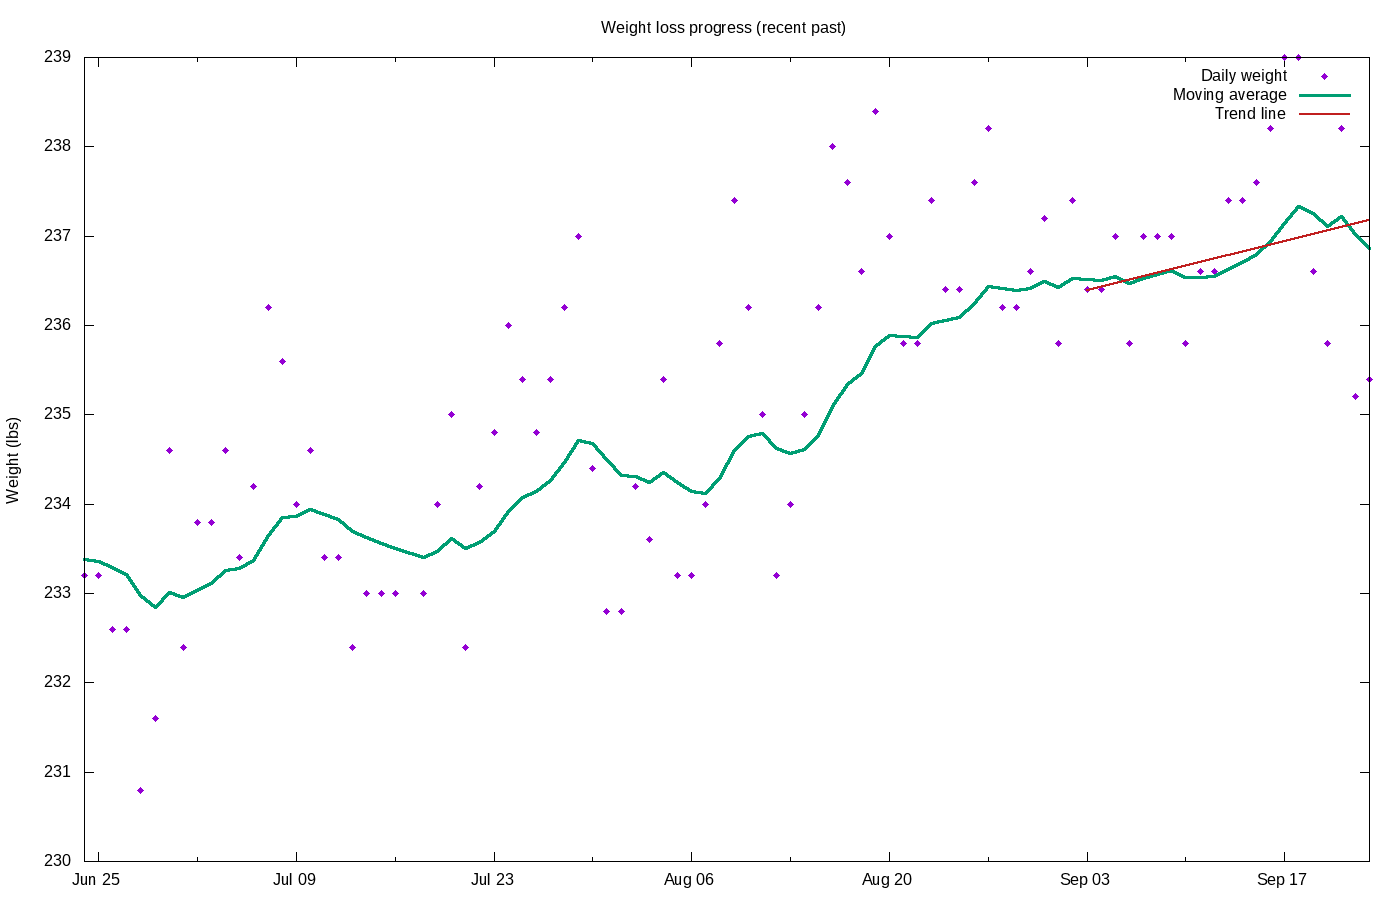 Weight loss progress (recent past)
Daily weight
Moving average
Trend line
239
238
237
236
235
234
233
232
231
230
Weight (lbs)
Jun 25 Jul 09 Jul 23 Aug 06 Aug 20 Sep 03 Sep 17